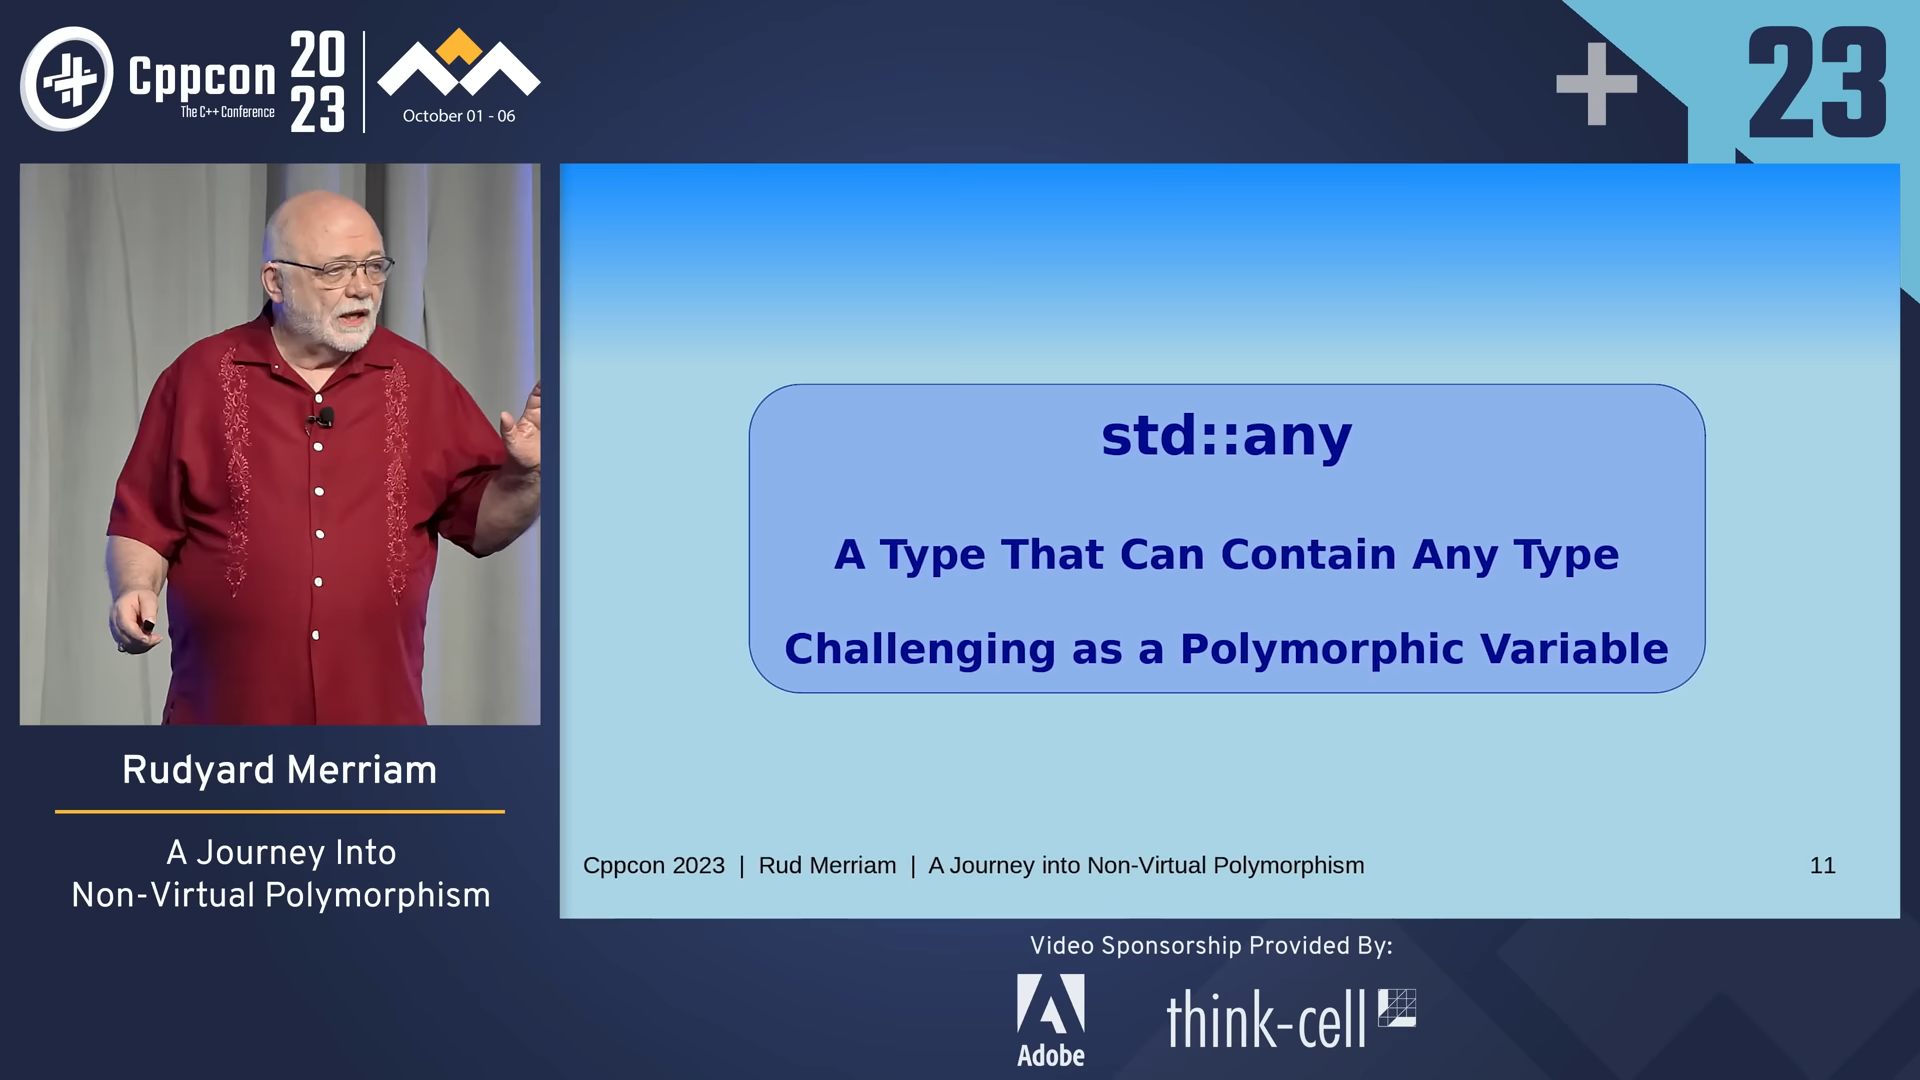 Cppcon
The C++ Conference
20
23
October 01 - 06
23
std::any
A Type That Can Contain Any Type
Challenging as a Polymorphic Variable
Cppcon 2023 | Rud Merriam | A Journey into Non-Virtual Polymorphism
11
Rudyard Merriam
A Journey Into
Non-Virtual Polymorphism
Video Sponsorship Provided By:
Adobe
think-cell